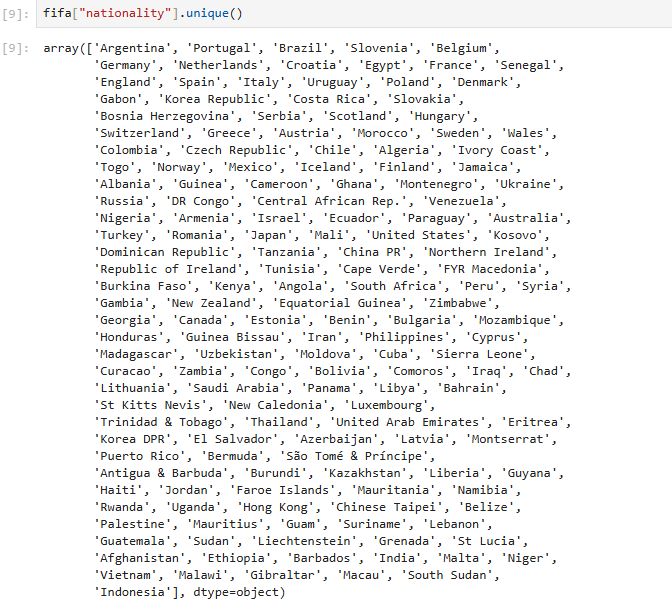 [9]: fifa["nationality"].unique()
[9]: array(['Argentina', 'Portugal', 'Brazil', 'Slovenia', 'Belgium',
'Germany', 'Netherlands', 'Croatia', 'Egypt', 'France', 'Senegal',
'England', 'Spain', 'Italy', 'Uruguay', 'Poland', 'Denmark',
'Gabon', 'Korea Republic', 'Costa Rica', 'Slovakia',
'Bosnia Herzegovina', 'Serbia', 'Scotland', 'Hungary',
'Switzerland', 'Greece', 'Austria', 'Morocco', 'Sweden', 'Wales',
'Colombia', 'Czech Republic', 'Chile', 'Algeria', 'Ivory Coast',
'Togo', 'Norway', 'Mexico', 'Iceland', 'Finland', 'Jamaica',
'Albania', 'Guinea', 'Cameroon', 'Ghana', 'Montenegro', 'Ukraine',
'Russia', 'DR Congo', 'Central African Rep.', 'Venezuela',
'Nigeria', 'Armenia', 'Israel', 'Ecuador', 'Paraguay', 'Australia',
'Turkey', 'Romania', 'Japan', 'Mali', 'United States', 'Kosovo',
'Dominican Republic', 'Tanzania', 'China PR', 'Northern Ireland',
'Republic of Ireland', 'Tunisia', 'Cape Verde', 'FYR Macedonia',
'Burkina Faso', 'Kenya', 'Angola', 'South Africa', 'Peru', 'Syria',
'Gambia', 'New Zealand', 'Equatorial Guinea', 'Zimbabwe',
'Georgia', 'Canada', 'Estonia', 'Benin', 'Bulgaria', 'Mozambique',
'Honduras', 'Guinea Bissau', 'Iran', 'Philippines', 'Cyprus',
'Madagascar', 'Uzbekistan', 'Moldova', 'Cuba', 'Sierra Leone',
'Curacao', 'Zambia', 'Congo', 'Bolivia', 'Comoros', 'Iraq', 'Chad',
'Lithuania', 'Saudi Arabia', 'Panama', 'Libya', 'Bahrain',
'St Kitts Nevis', 'New Caledonia', 'Luxembourg',
'Trinidad & Tobago', 'Thailand', 'United Arab Emirates', 'Eritrea',
'Korea DPR', 'El Salvador', 'Azerbaijan', 'Latvia', 'Montserrat',
'Puerto Rico', 'Bermuda', 'São Tomé & Príncipe',
'Antigua & Barbuda', 'Burundi', 'Kazakhstan', 'Liberia', 'Guyana',
'Haiti', 'Jordan', 'Faroe Islands', 'Mauritania', 'Namibia',
'Rwanda', 'Uganda', 'Hong Kong', 'Chinese Taipei', 'Belize',
'Palestine', 'Mauritius', 'Guam', 'Suriname', 'Lebanon',
'Guatemala', 'Sudan', 'Liechtenstein', 'Grenada', 'St Lucia',
'Afghanistan', 'Ethiopia', 'Barbados', 'India', 'Malta', 'Niger',
'Vietnam', 'Malawi', 'Gibraltar', 'Macau', 'South Sudan',
'Indonesia'], dtype=object)